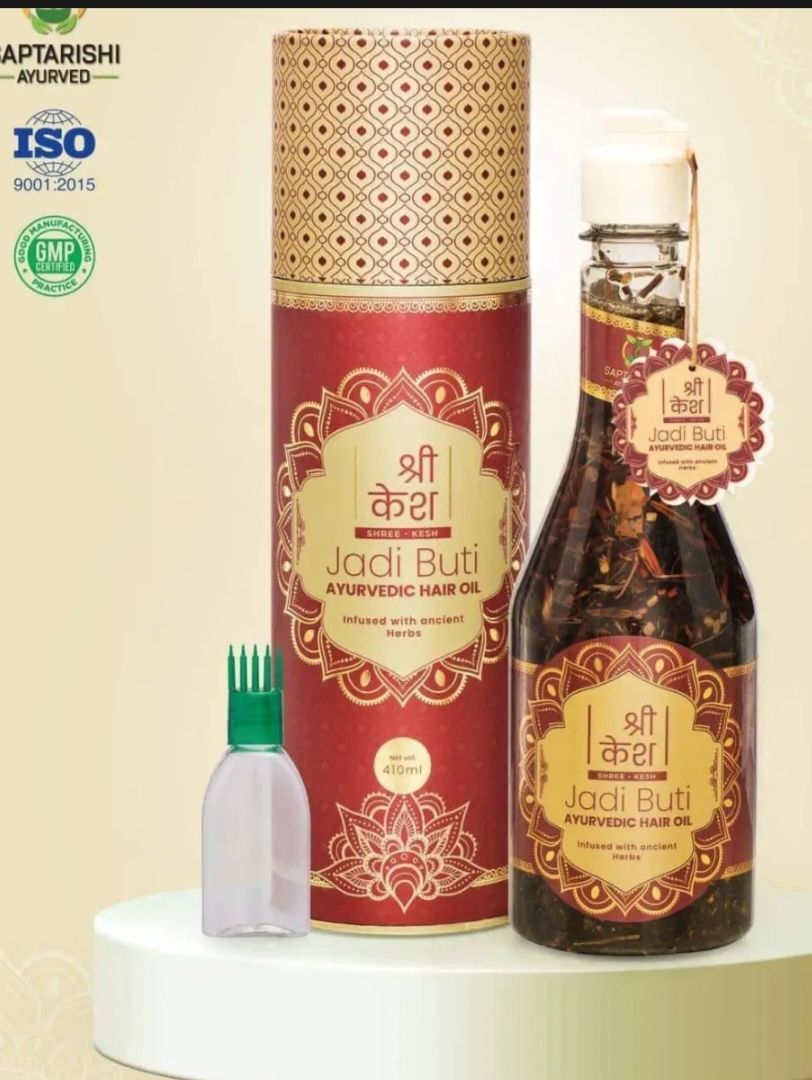 SAPTARISHI
AYURVED
ISO
9001:2015
GOOD MANUFACTURING
GMP
CERTIFIED
PRACTICE
श्री
केश
SHREE - KESH
Jadi Buti
AYURVEDIC HAIR OIL
Infused with ancient
Herbs
Net vol.
410ml
SAPT
श्री
केश
Jadi Buti
AYURVEDIC HAIR OIL
Infused with ancient
Herbs
श्री
केश
SHREE - KESH
Jadi Buti
AYURVEDIC HAIR OIL
Infused with ancient
Herbs